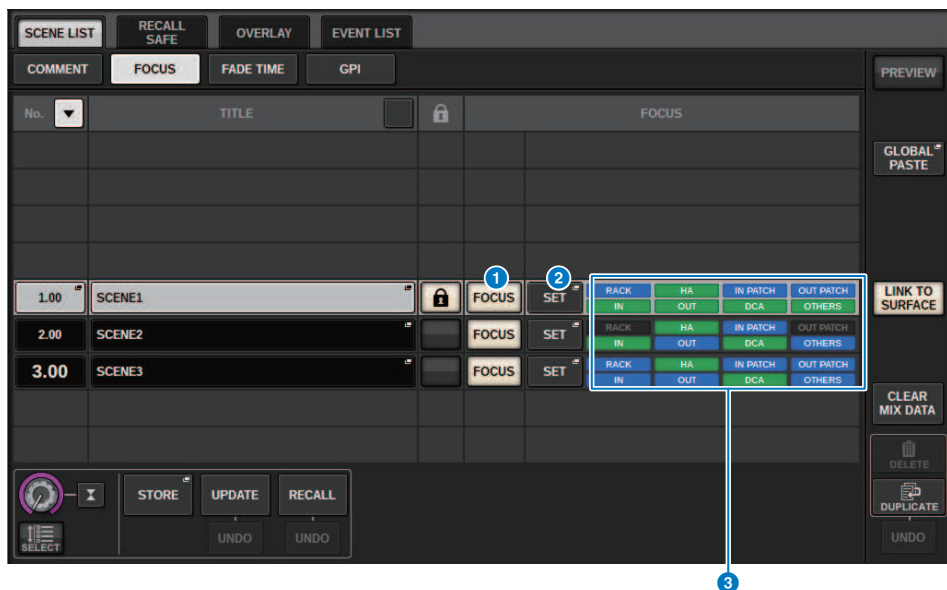 SCENE LIST
RECALL
SAFE
OVERLAY
EVENT LIST
COMMENT
FOCUS
FADE TIME
GPI
PREVIEW
No.
TITLE
FOCUS
GLOBAL
PASTE
1
2
1.00
SCENE1
FOCUS
SET
RACK
HA
IN PATCH
OUT PATCH
IN
OUT
DCA
OTHERS
LINK TO
SURFACE
2.00
SCENE2
FOCUS
SET
RACK
HA
IN PATCH
OUT PATCH
IN
OUT
DCA
OTHERS
3.00
SCENE3
FOCUS
SET
RACK
HA
IN PATCH
OUT PATCH
IN
OUT
DCA
OTHERS
CLEAR
MIX DATA
DELETE
STORE
UPDATE
RECALL
DUPLICATE
SELECT
UNDO
UNDO
UNDO
3